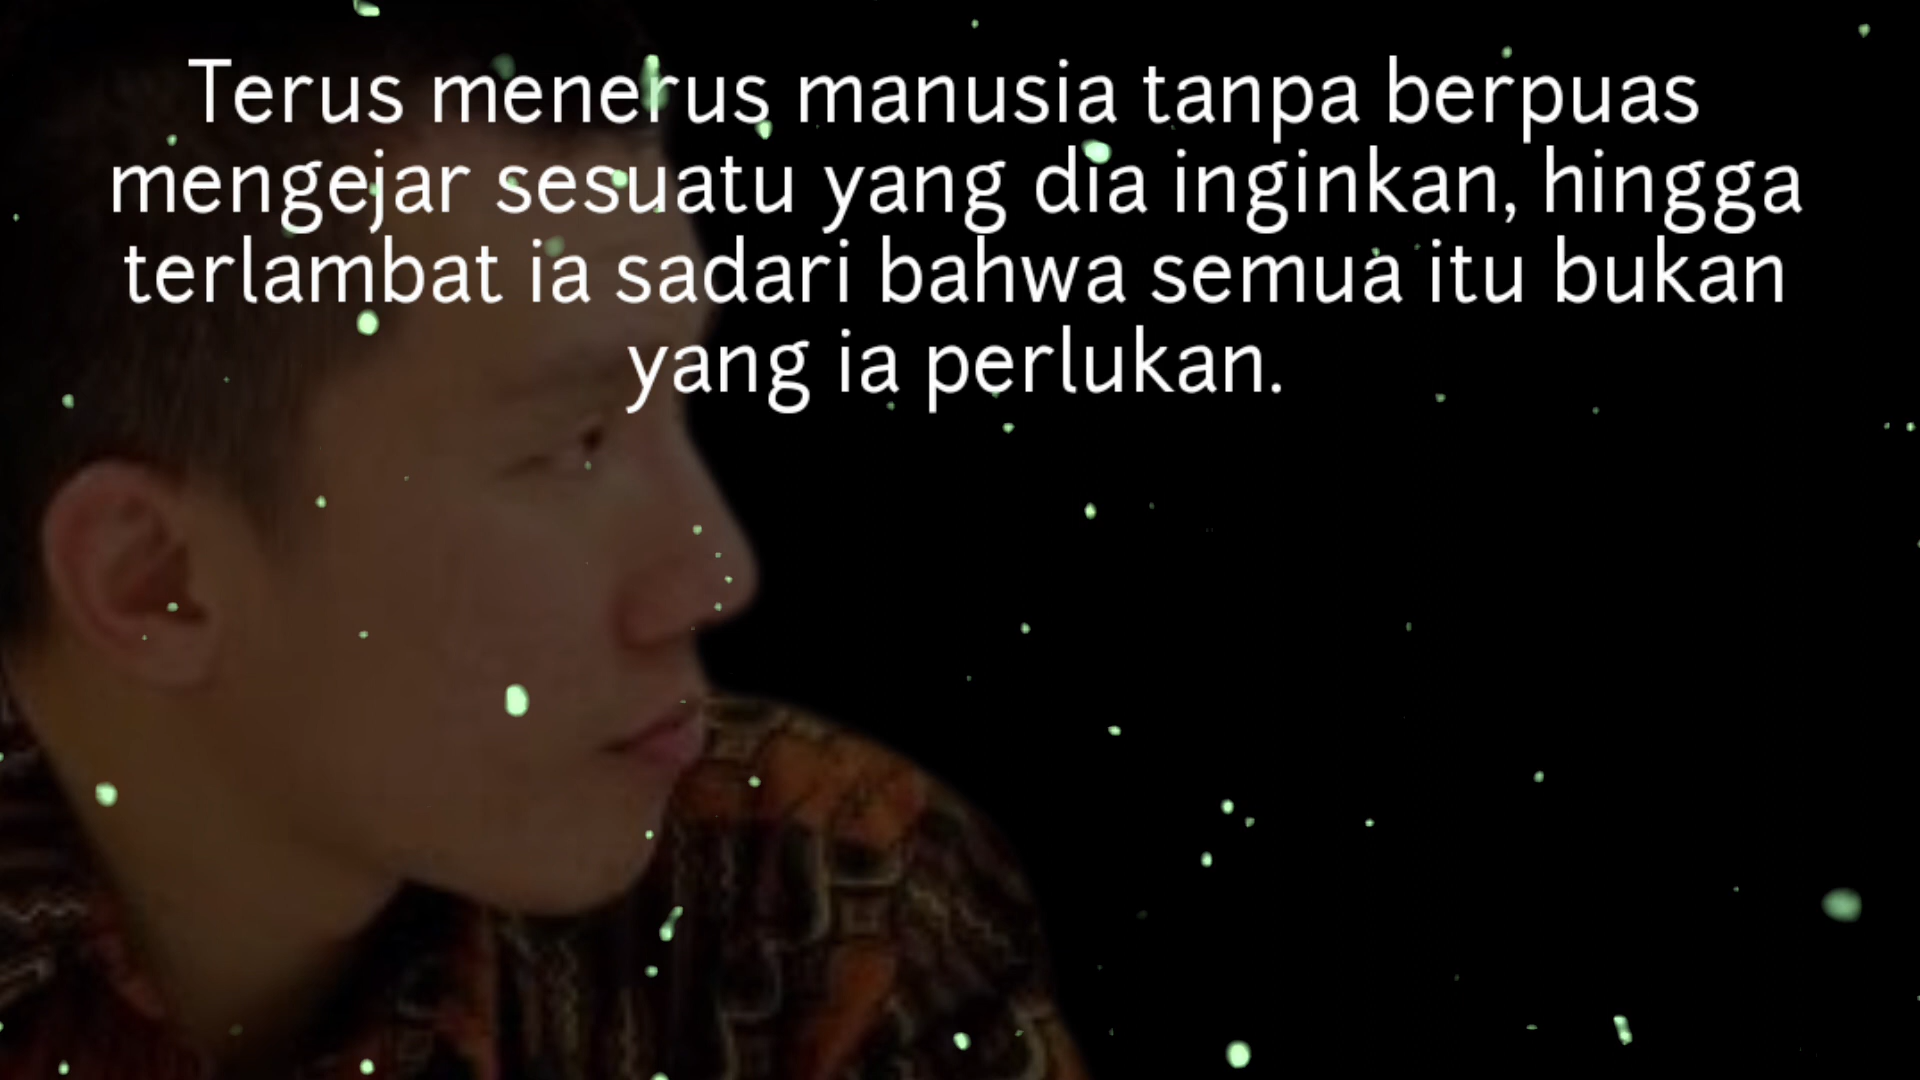 Terus menerus manusia tanpa berpuas
mengejar sesuatu yang dia inginkan, hingga
terlambat ia sadari bahwa semua itu bukan
yang ia perlukan.